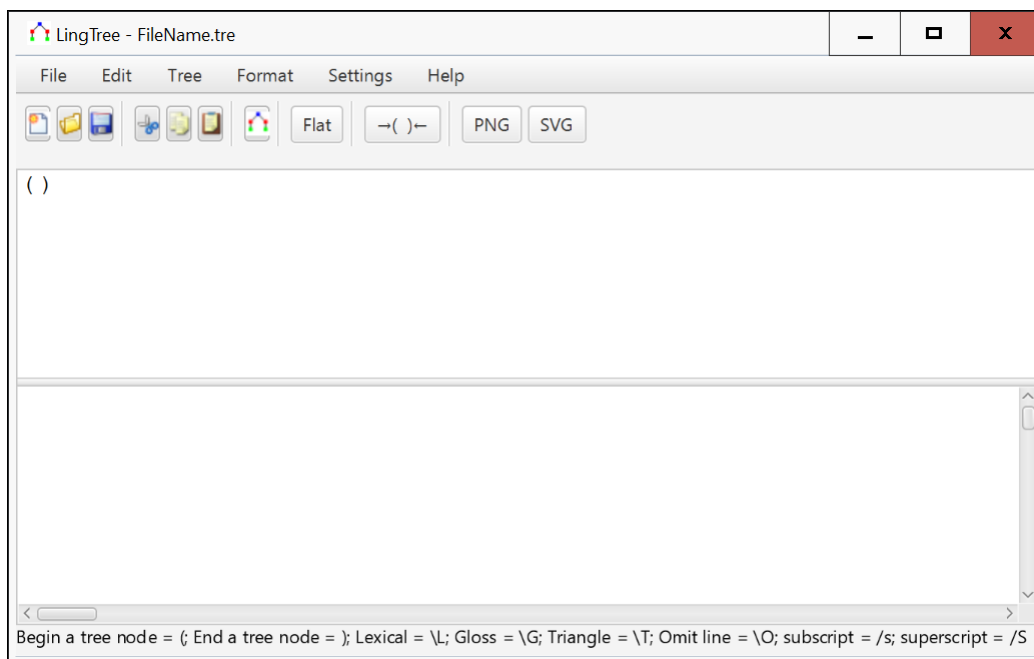 LingTree - FileName.tre
File Edit Tree Format Settings Help
Flat →( )← PNG SVG
( )
Begin a tree node = (; End a tree node = ); Lexical = \L; Gloss = \G; Triangle = \T; Omit line = \O; subscript = /s; superscript = /S